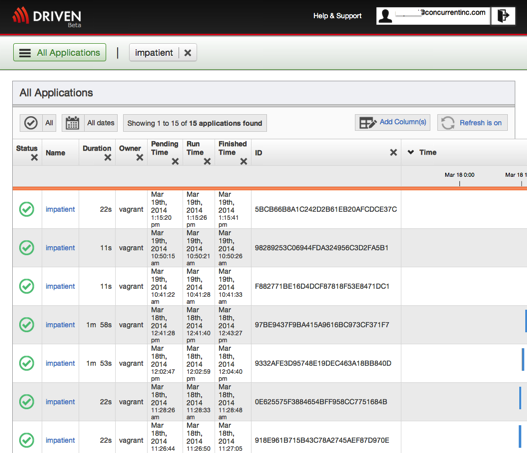 DRIVEN
Beta
Help & Support
@concurrentinc.com
All Applications
impatient
All Applications
All
All dates
Showing 1 to 15 of 15 applications found
Add Column(s)
Refresh is on
Status Name Duration Owner Pending Time Run Time Finished Time ID Time
Mar 18 0:00 Mar 18 1
impatient 22s vagrant Mar 19th, 2014 1:15:20 pm Mar 19th, 2014 1:15:26 pm Mar 19th, 2014 1:15:41 pm 5BCB66B8A1C242D2B61EB20AFCDCE37C
impatient 11s vagrant Mar 19th, 2014 10:50:15 am Mar 19th, 2014 10:50:21 am Mar 19th, 2014 10:50:26 am 98289253C06944FDA324956C3D2FA5B1
impatient 11s vagrant Mar 19th, 2014 10:41:22 am Mar 19th, 2014 10:41:28 am Mar 19th, 2014 10:41:33 am F882771BE16D4DCF87818F53E8471DC1
impatient 1m 58s vagrant Mar 18th, 2014 12:41:28 pm Mar 18th, 2014 12:41:40 pm Mar 18th, 2014 12:43:27 pm 97BE9437F9BA415A9616BC973CF371F7
impatient 1m 53s vagrant Mar 18th, 2014 12:02:47 pm Mar 18th, 2014 12:02:59 pm Mar 18th, 2014 12:04:40 pm 9332AFE3D95748E19DEC463A18BB840D
impatient 22s vagrant Mar 18th, 2014 11:28:26 am Mar 18th, 2014 11:28:33 am Mar 18th, 2014 11:28:48 am 0E625575F3884654BFF958CC7751684B
impatient 22s vagrant Mar 18th, 2014 11:26:44 Mar 18th, 2014 11:26:50 Mar 18th, 2014 11:27:05 918E961B715B43C78A2745AEF87D970E